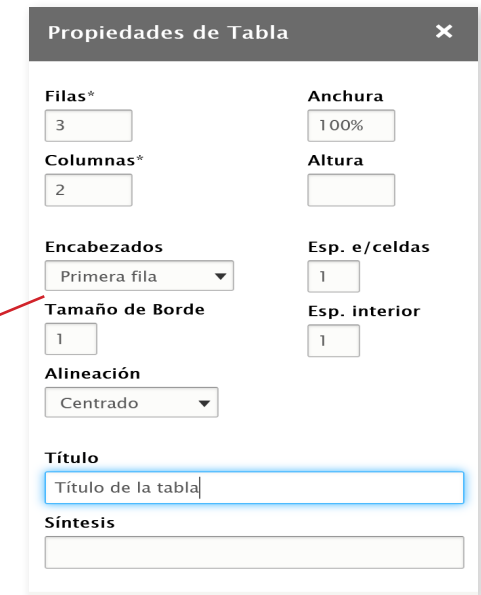 Propiedades de Tabla ×
Filas* Anchura
3 100%
Columnas* Altura
2
Encabezados Esp. e/celdas
Primera fila 1
Tamaño de Borde Esp. interior
1 1
Alineación
Centrado
Título
Título de la tabla
Síntesis